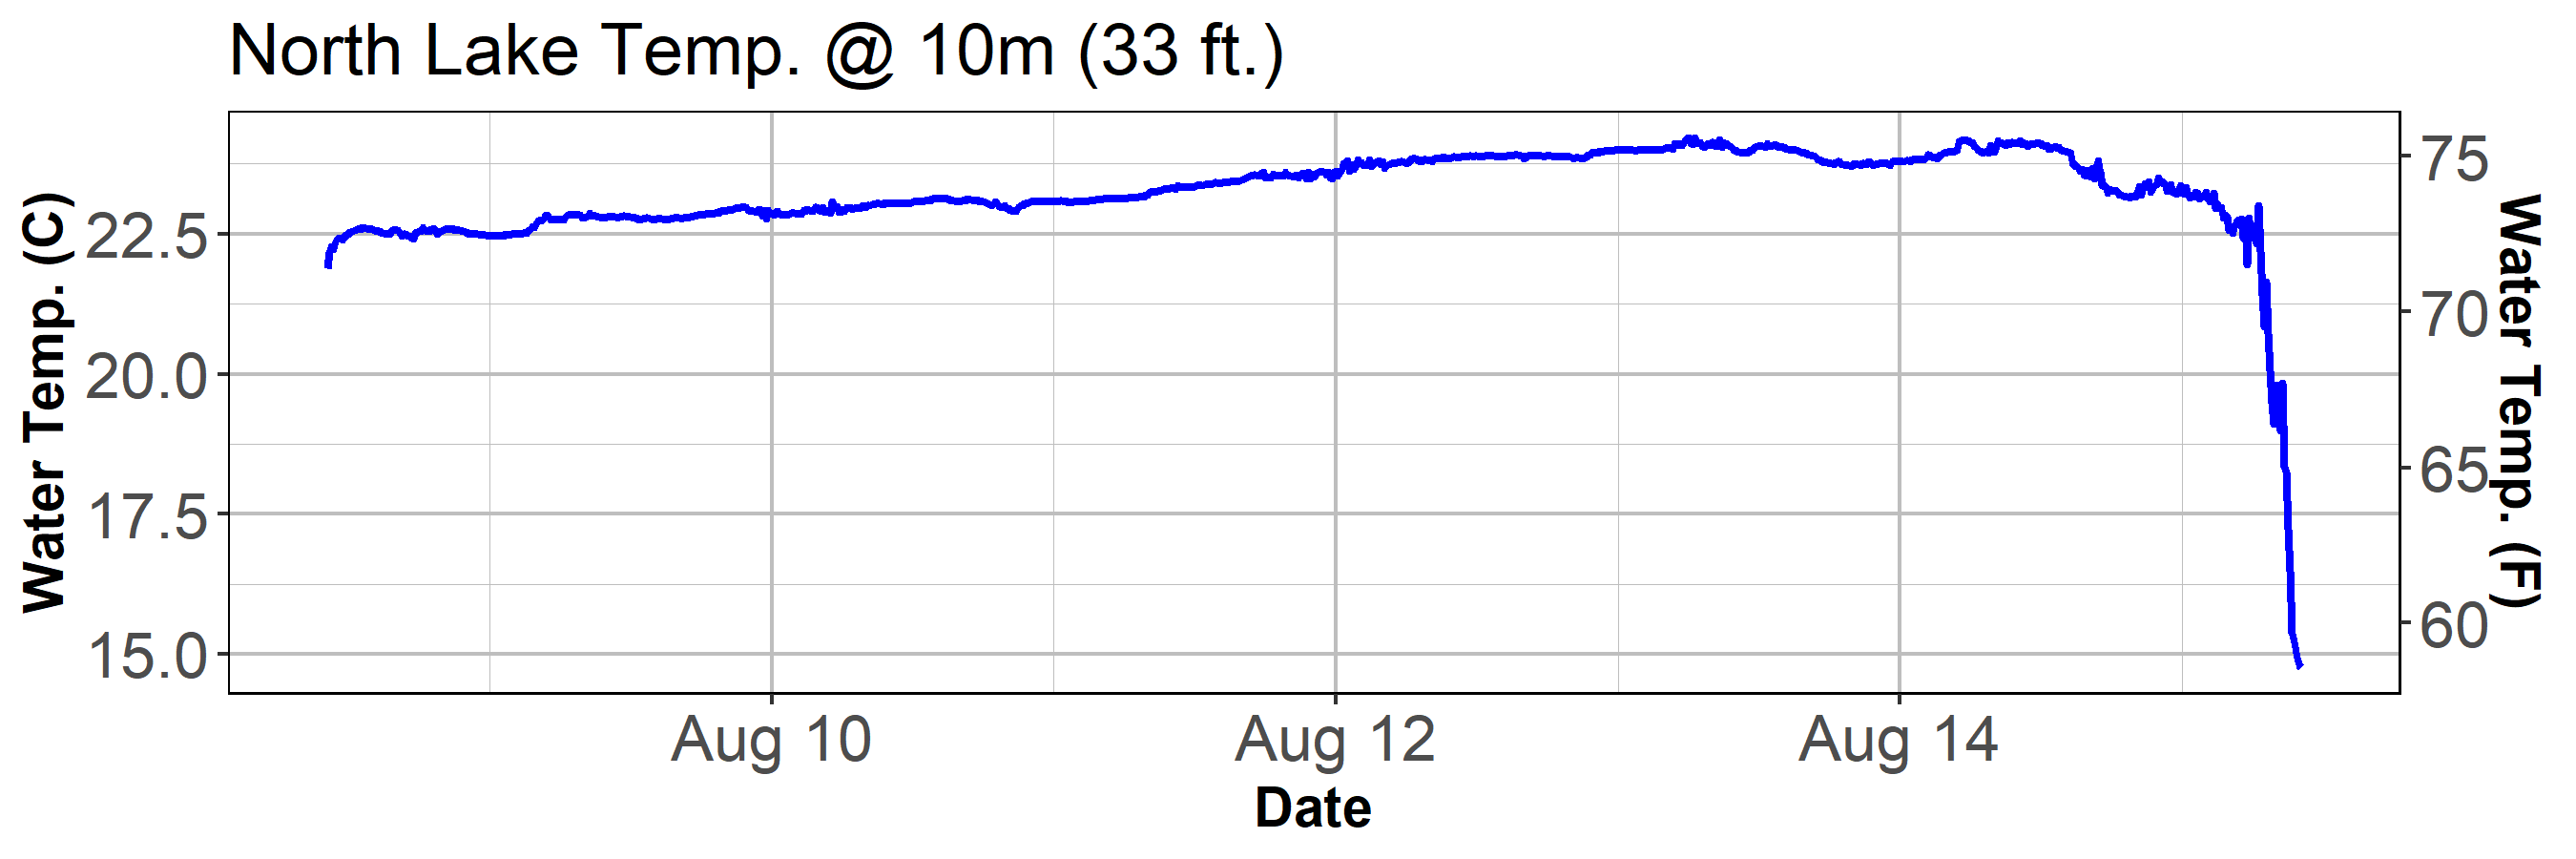 North Lake Temp. @ 10m (33 ft.)
Water Temp. (C)
22.5
20.0
17.5
15.0
75
70
65
60
Water Temp. (F)
Aug 10
Aug 12
Aug 14
Date